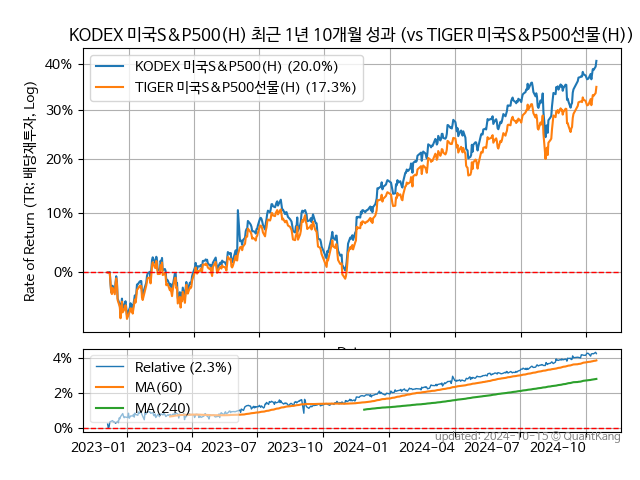 KODEX 미국S&P500(H) 최근 1년 10개월 성과 (vs TIGER 미국S&P500선물(H))
Rate of Return (TR: 배당재투자, Log)
40%
30%
20%
10%
0%
KODEX 미국S&P500(H) (20.0%)
TIGER 미국S&P500선물(H) (17.3%)
4%
2%
0%
Relative (2.3%)
MA(60)
MA(240)
2023-01 2023-04 2023-07 2023-10 2024-01 2024-04 2024-07 2024-10
updated: 2024-10-15 © QuantKang